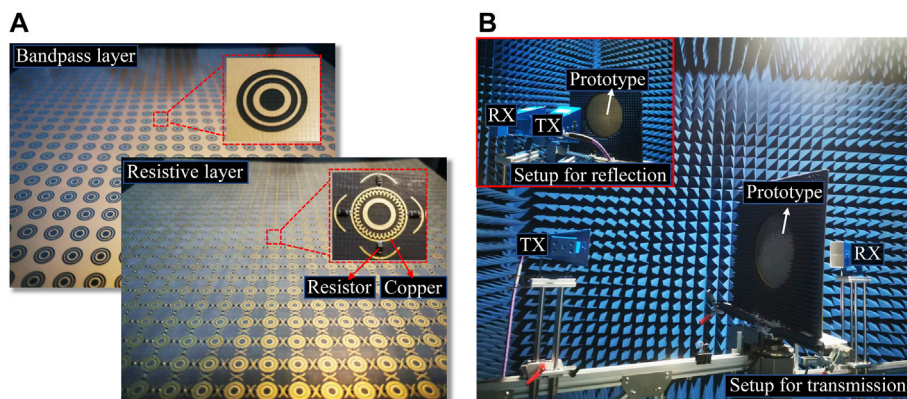 A
Bandpass layer
Resistive layer
Resistor
Copper
B
Prototype
RX
TX
Setup for reflection
Prototype
TX
RX
Setup for transmission